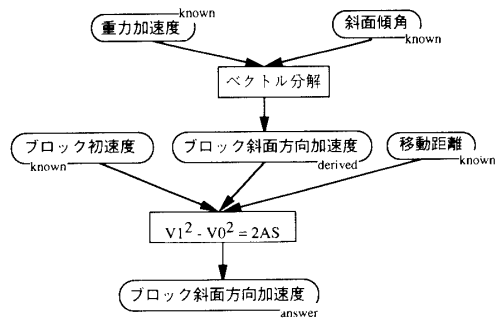 known
重力加速度
斜面傾角
known
ベクトル分解
ブロック初速度
known
ブロック斜面方向加速度
derived
移動距離
known
V1² - V0² = 2AS
ブロック斜面方向加速度
answer